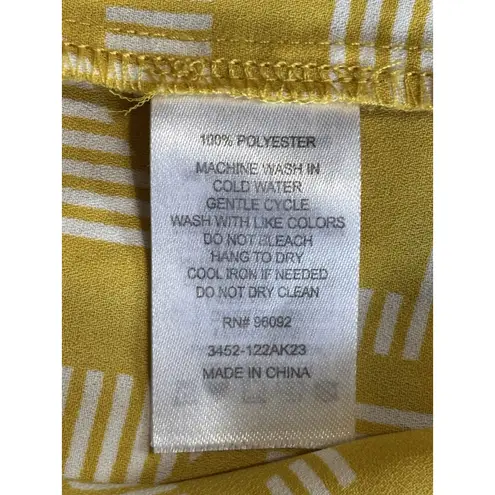 100% POLYESTER
MACHINE WASH IN
COLD WATER
GENTLE CYCLE
WASH WITH LIKE COLORS
DO NOT BLEACH
HANG TO DRY
COOL IRON IF NEEDED
DO NOT DRY CLEAN
RN# 96092
3452-122AK23
MADE IN CHINA